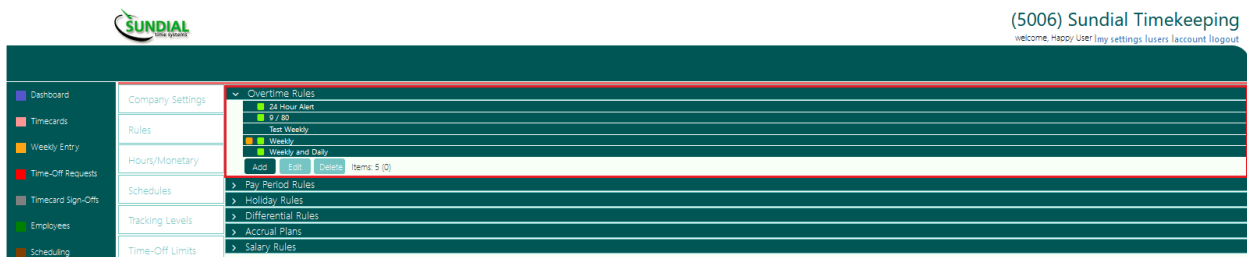 SUNDIAL
time systems
(5006) Sundial Timekeeping
welcome, Happy User |my settings |users |account |logout
Dashboard
Timecards
Weekly Entry
Time-Off Requests
Timecard Sign-Offs
Employees
Scheduling
Company Settings
Rules
Hours/Monetary
Schedules
Tracking Levels
Time-Off Limits
Overtime Rules
24 Hour Alert
9 / 80
Test Weekly
Weekly
Weekly and Daily
Add Edit Delete Items: 5 (0)
Pay Period Rules
Holiday Rules
Differential Rules
Accrual Plans
Salary Rules